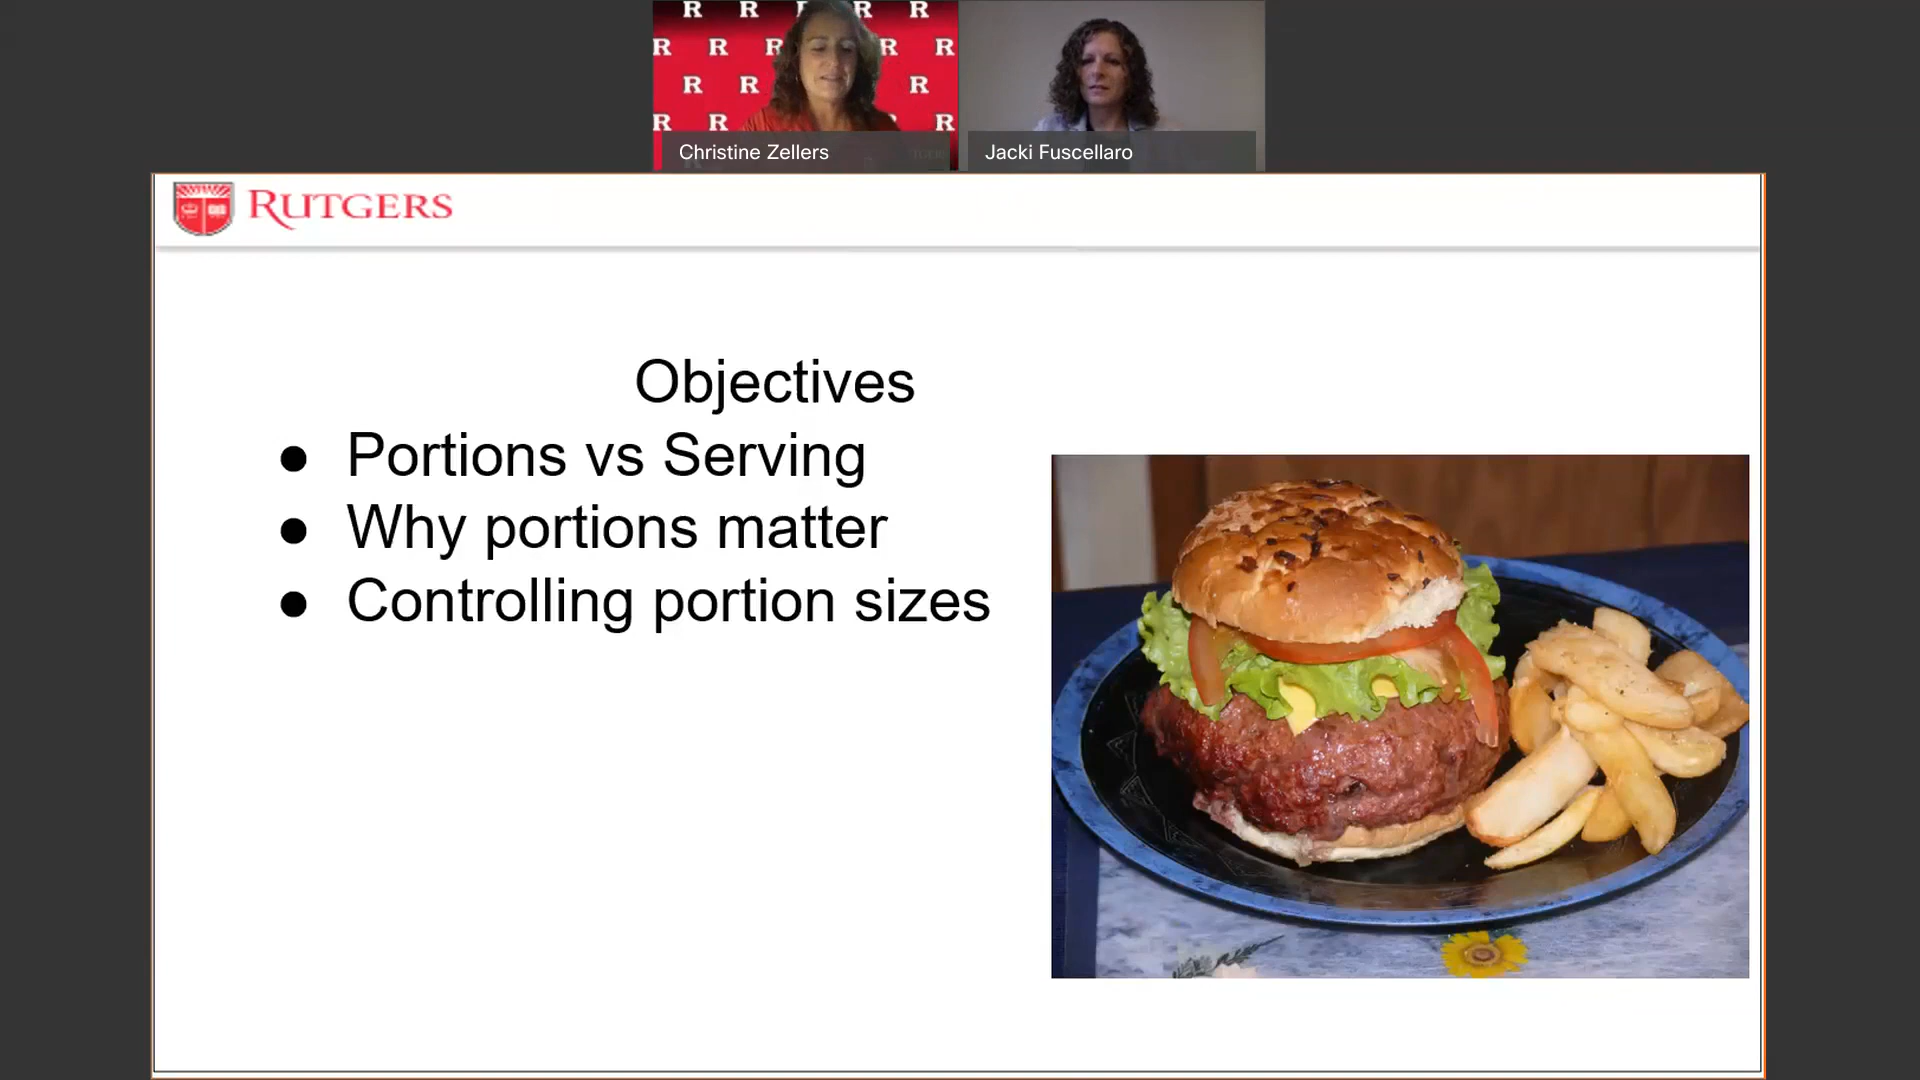 R R R R R
R R R R R
R R R R
R R R
Christine Zellers
Jacki Fuscellaro
RUTGERS
Objectives
● Portions vs Serving
● Why portions matter
● Controlling portion sizes